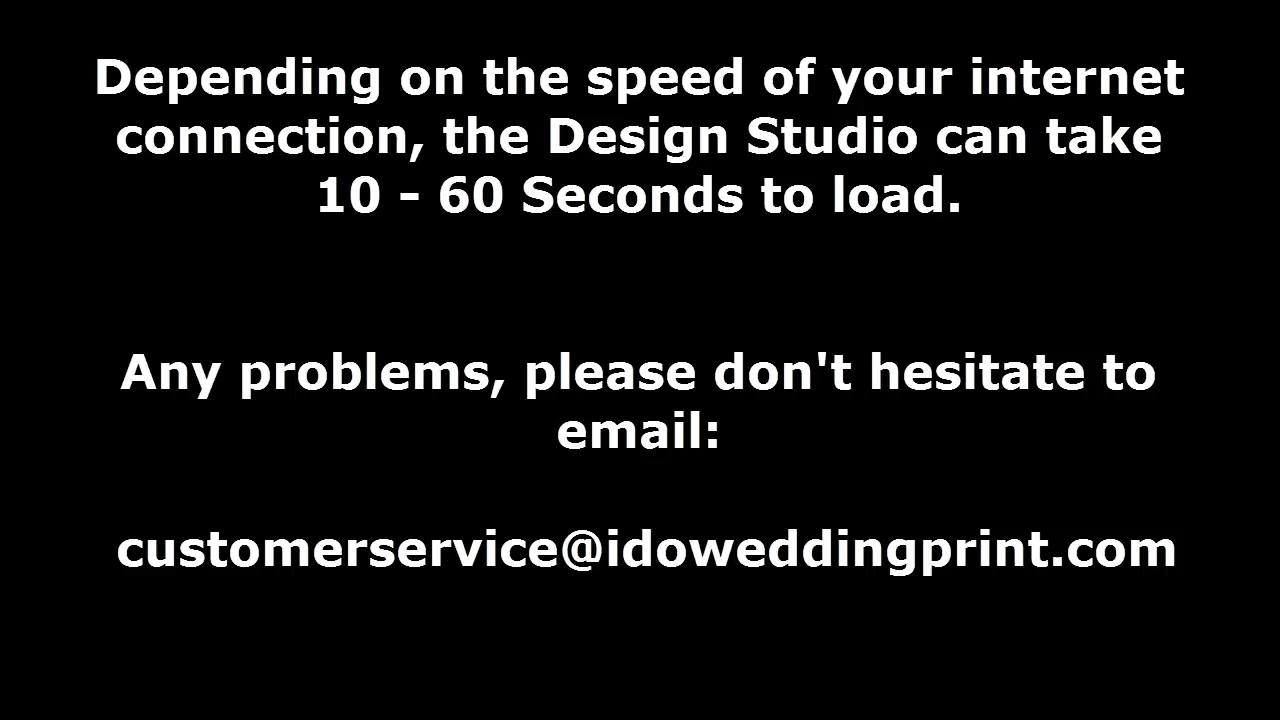 Depending on the speed of your internet
connection, the Design Studio can take
10 - 60 Seconds to load.
Any problems, please don't hesitate to
email:
customerservice@idoweddingprint.com